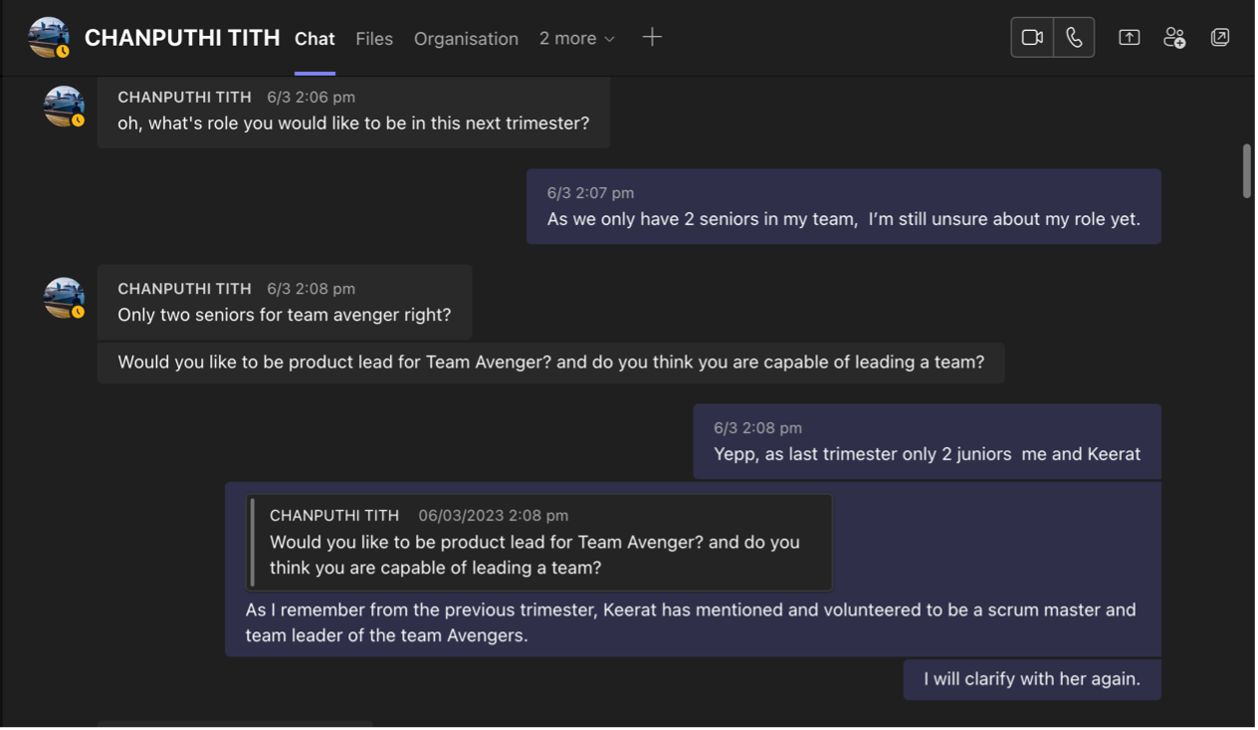 CHANPUTHI TITH Chat Files Organisation 2 more
CHANPUTHI TITH 6/3 2:06 pm
oh, what's role you would like to be in this next trimester?
6/3 2:07 pm
As we only have 2 seniors in my team, I'm still unsure about my role yet.
CHANPUTHI TITH 6/3 2:08 pm
Only two seniors for team avenger right?
Would you like to be product lead for Team Avenger? and do you think you are capable of leading a team?
6/3 2:08 pm
Yepp, as last trimester only 2 juniors me and Keerat
CHANPUTHI TITH 06/03/2023 2:08 pm
Would you like to be product lead for Team Avenger? and do you
think you are capable of leading a team?
As I remember from the previous trimester, Keerat has mentioned and volunteered to be a scrum master and
team leader of the team Avengers.
I will clarify with her again.